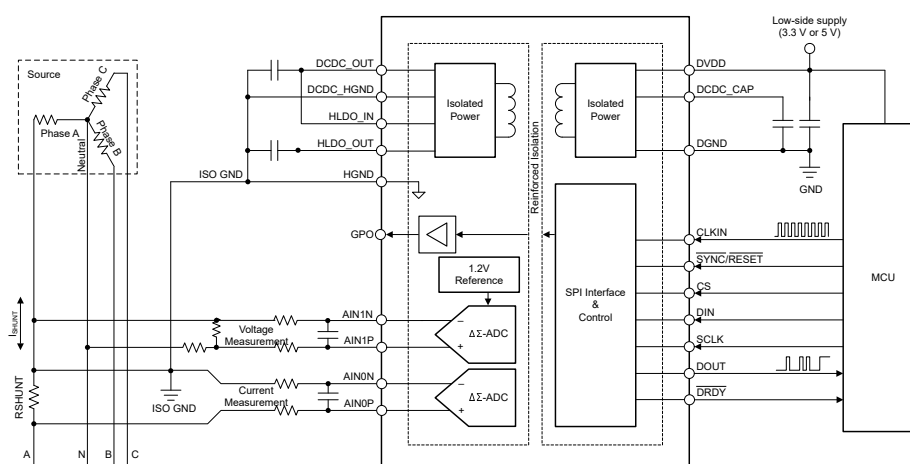 Low-side supply
(3.3 V or 5 V)
Source
Phase C
Phase A
Phase B
Neutral
ISO GND
DCDC_OUT
DCDC_HGND
HLDO_IN
HLDO_OUT
HGND
GPO
Isolated
Power
Reinforced Isolation
Isolated
Power
DVDD
DCDC_CAP
DGND
GND
1.2V
Reference
SPI Interface
&
Control
CLKIN
SYNC/RESET
CS
DIN
SCLK
DOUT
DRDY
MCU
ISHUNT
Voltage
Measurement
AIN1N
AIN1P
ΔΣ-ADC
RSHUNT
ISO GND
Current
Measurement
AIN0N
AIN0P
ΔΣ-ADC
A
N
B
C